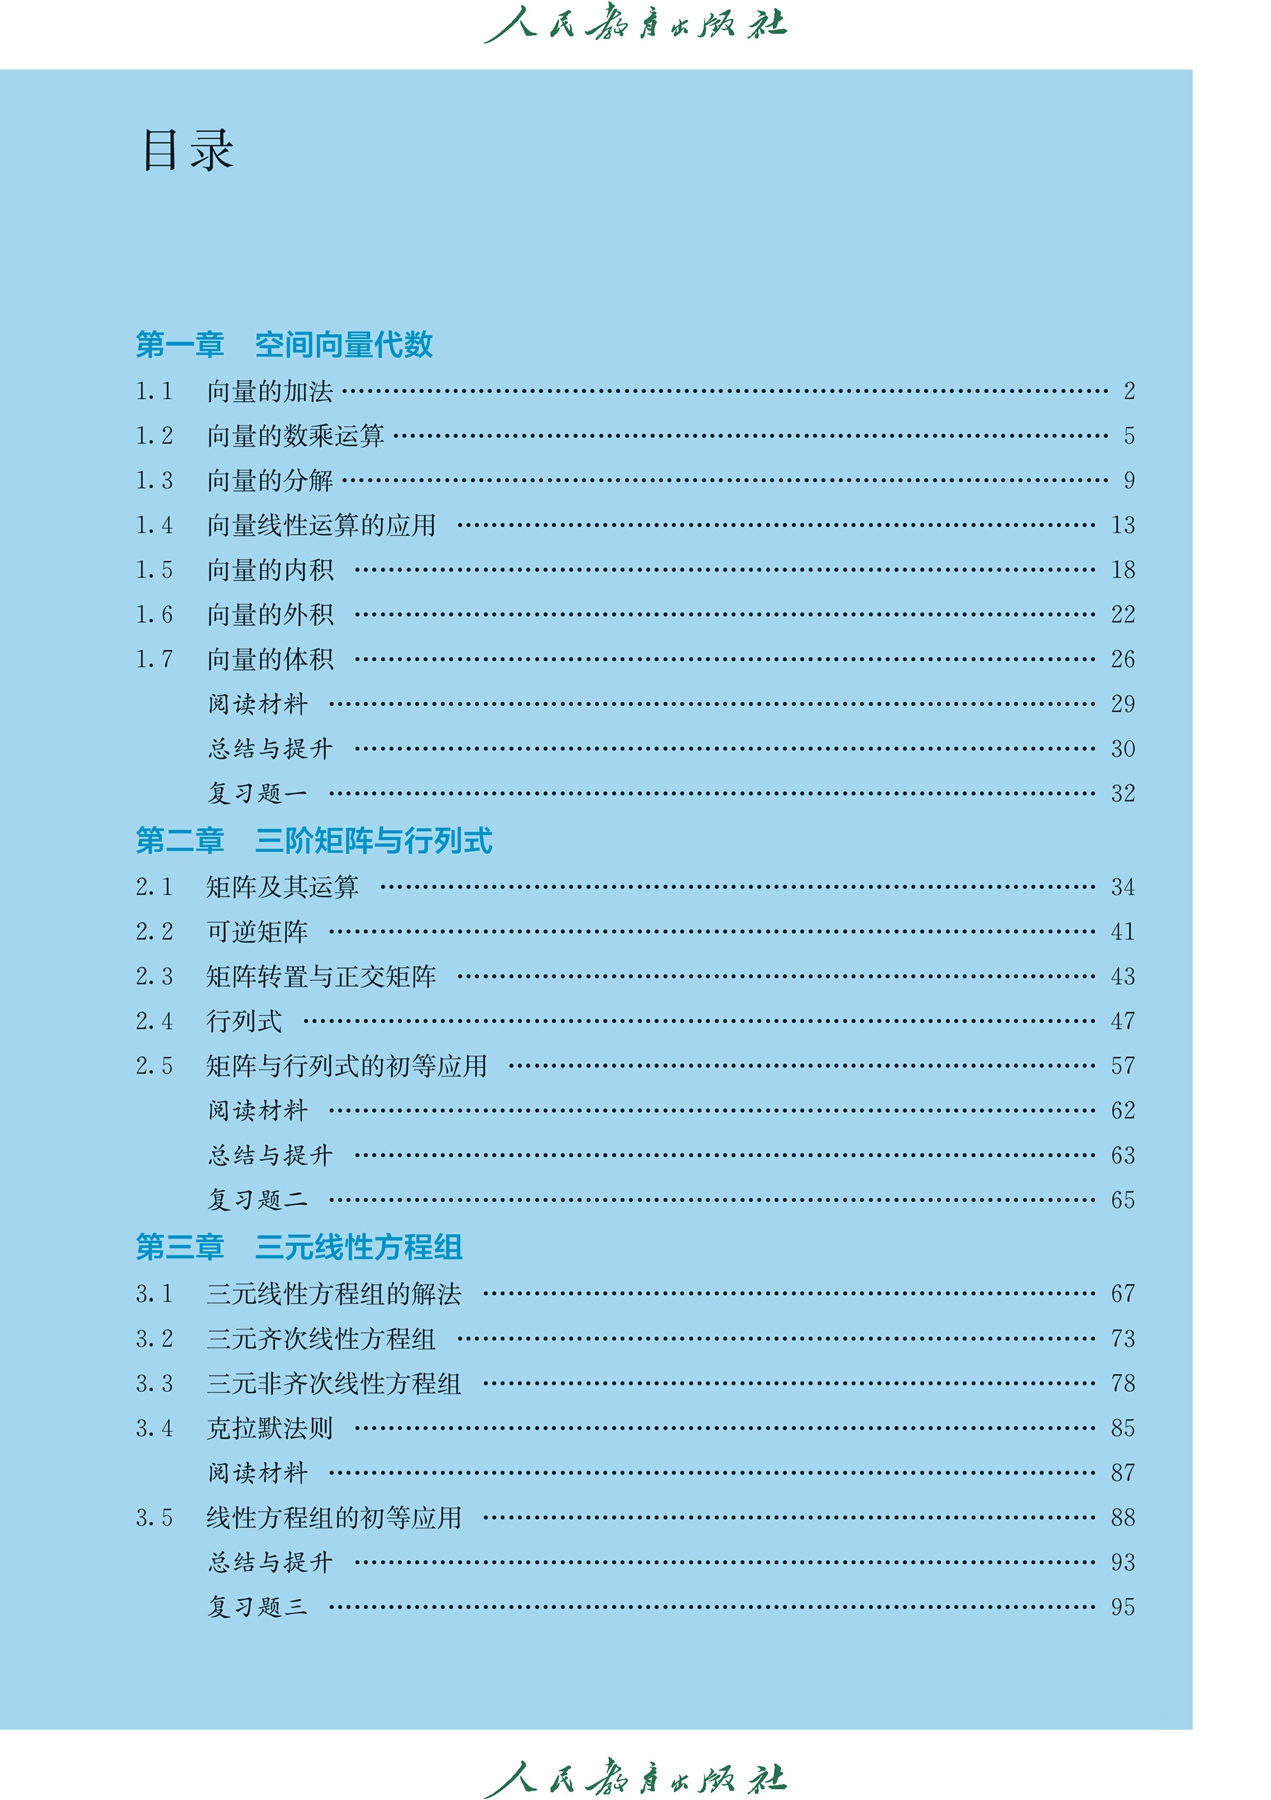 人民教育出版社
目录
第一章 空间向量代数
1.1 向量的加法 …… 2
1.2 向量的数乘运算 …… 5
1.3 向量的分解 …… 9
1.4 向量线性运算的应用 …… 13
1.5 向量的内积 …… 18
1.6 向量的外积 …… 22
1.7 向量的体积 …… 26
阅读材料 …… 29
总结与提升 …… 30
复习题一 …… 32
第二章 三阶矩阵与行列式
2.1 矩阵及其运算 …… 34
2.2 可逆矩阵 …… 41
2.3 矩阵转置与正交矩阵 …… 43
2.4 行列式 …… 47
2.5 矩阵与行列式的初等应用 …… 57
阅读材料 …… 62
总结与提升 …… 63
复习题二 …… 65
第三章 三元线性方程组
3.1 三元线性方程组的解法 …… 67
3.2 三元齐次线性方程组 …… 73
3.3 三元非齐次线性方程组 …… 78
3.4 克拉默法则 …… 85
阅读材料 …… 87
3.5 线性方程组的初等应用 …… 88
总结与提升 …… 93
复习题三 …… 95
人民教育出版社